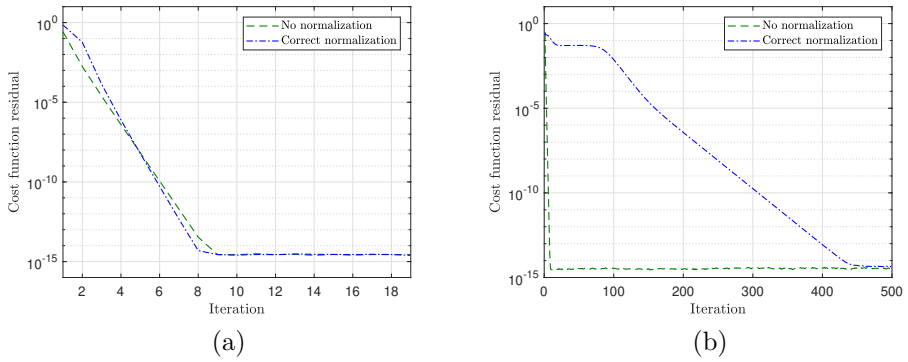 No normalization
Correct normalization
Cost function residual
10^0
10^-5
10^-10
10^-15
2 4 6 8 10 12 14 16 18
Iteration
(a)
No normalization
Correct normalization
Cost function residual
10^0
10^-5
10^-10
10^-15
0 100 200 300 400 500
Iteration
(b)